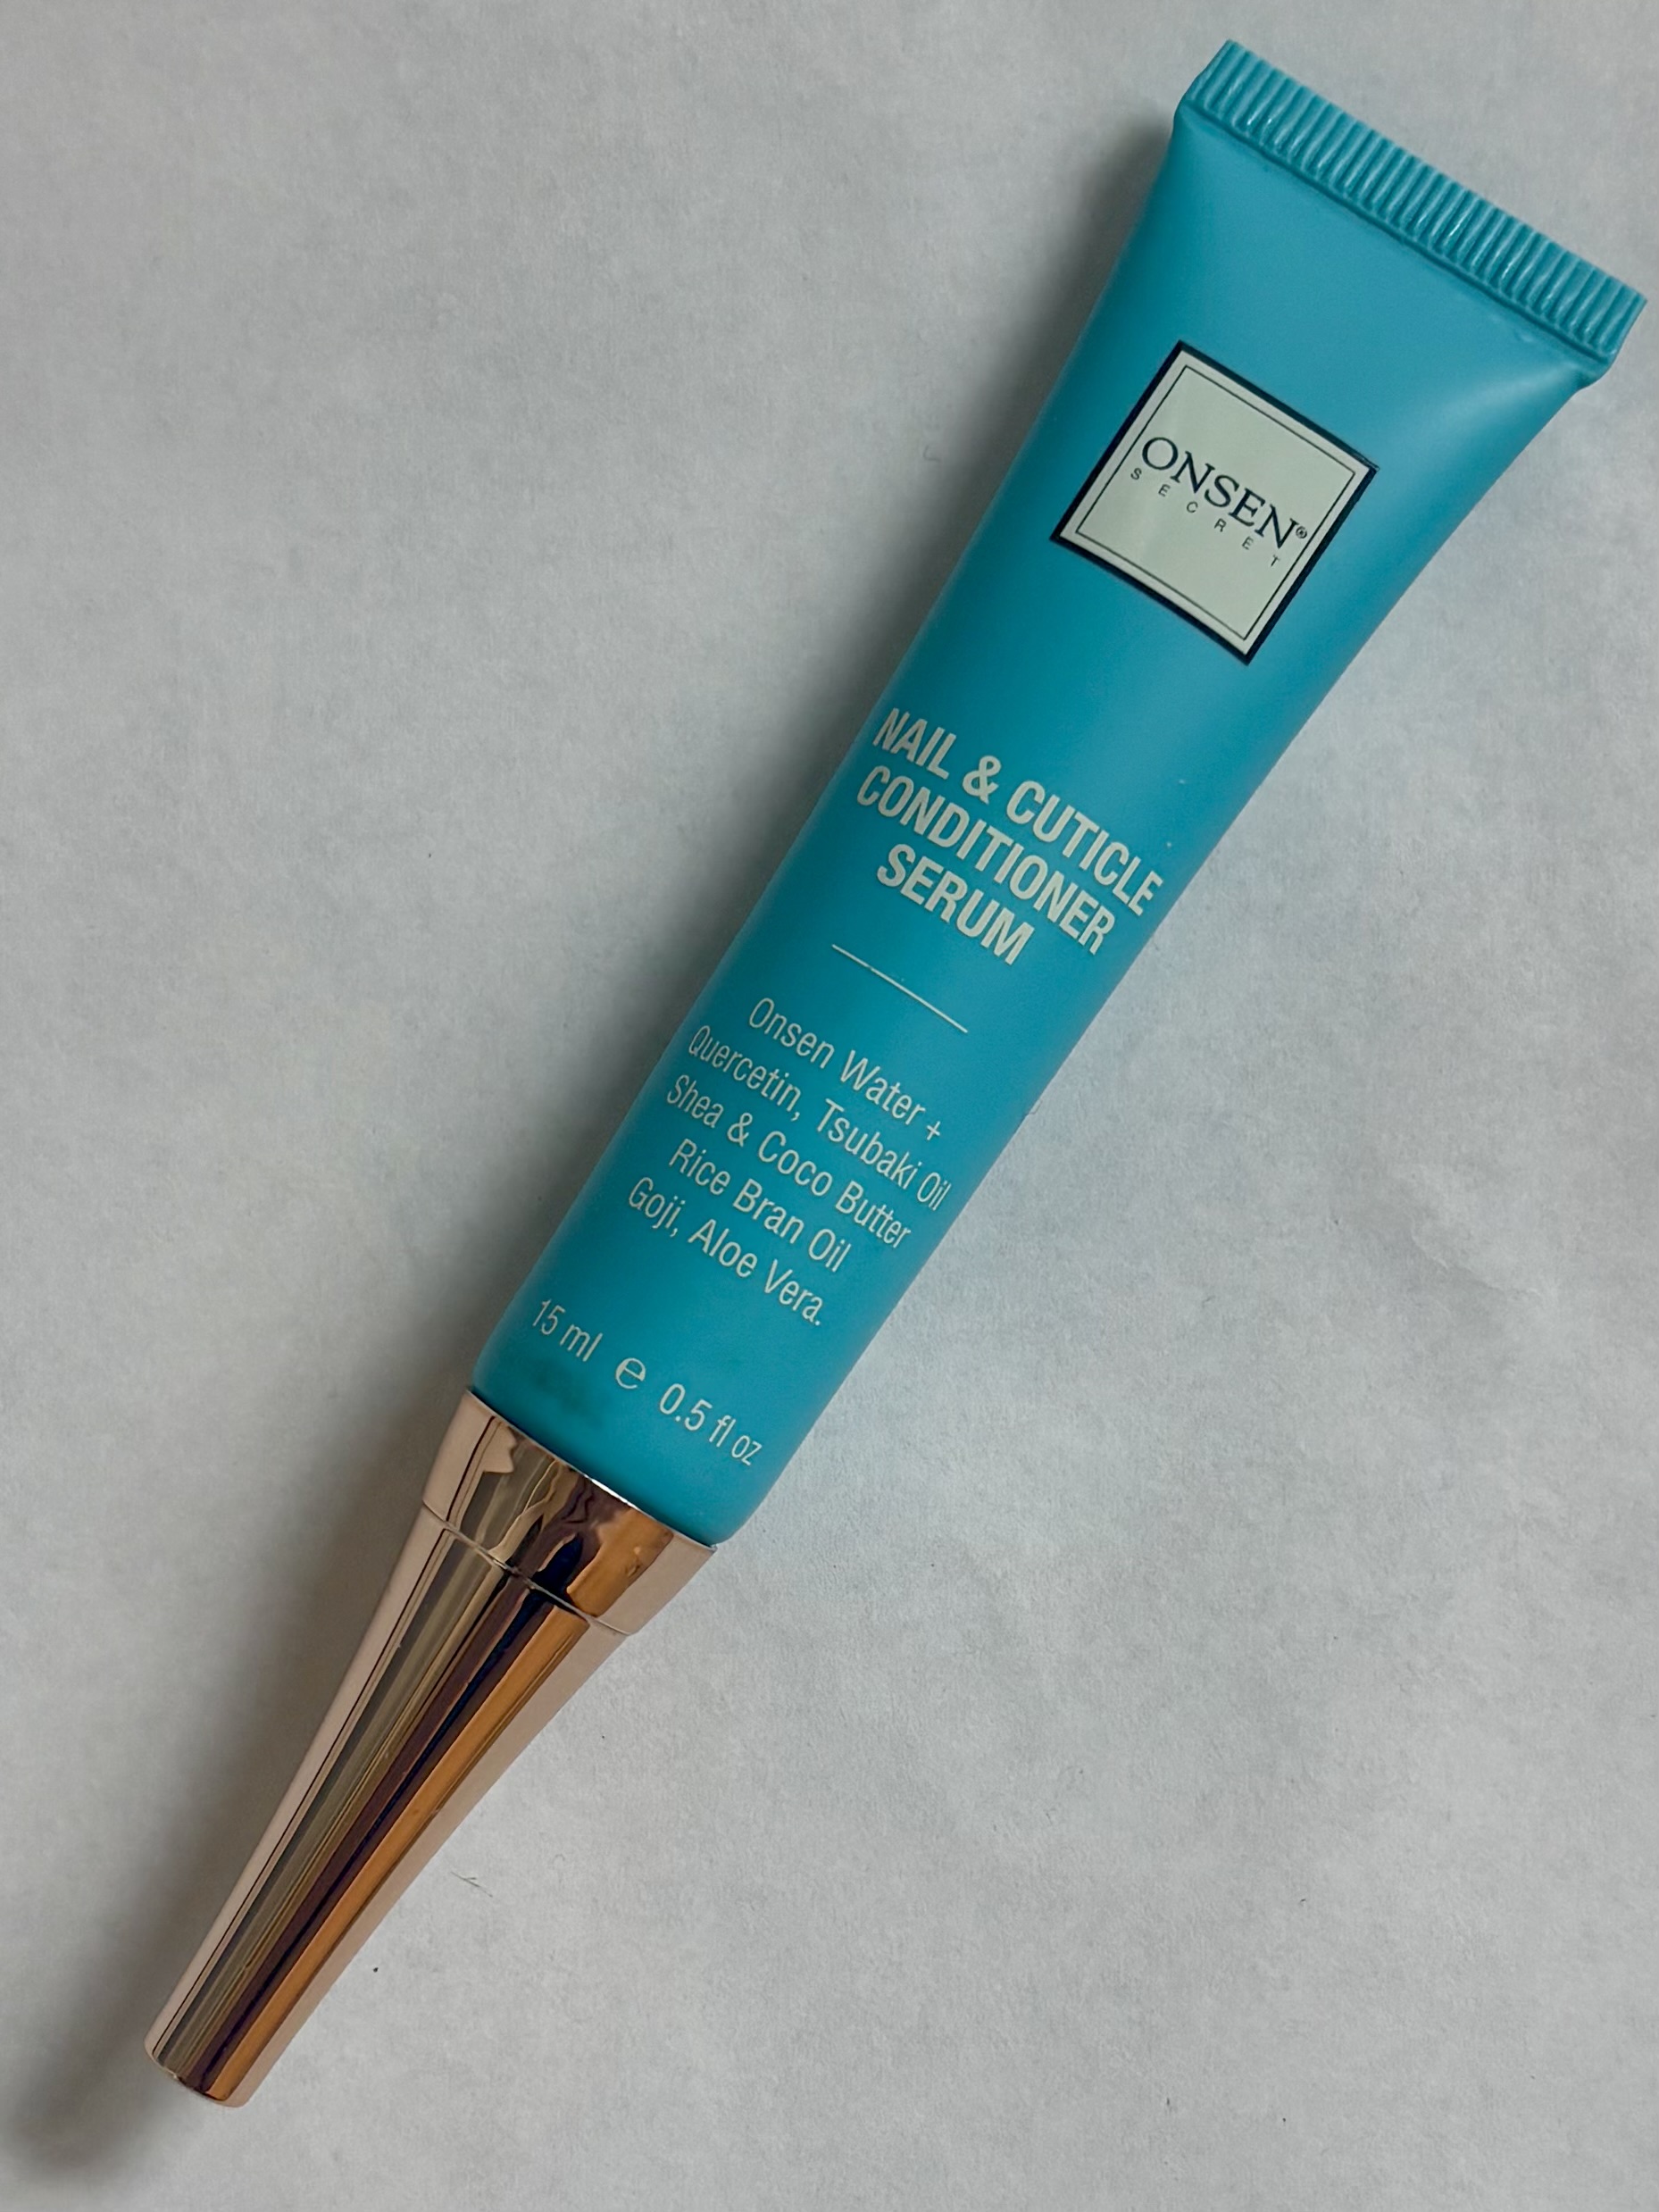 ONSEN®
SECRET
NAIL & CUTICLE
CONDITIONER
SERUM
Onsen Water +
Quercetin, Tsubaki Oil
Shea & Coco Butter
Rice Bran Oil
Goji, Aloe Vera.
15 ml ℮ 0.5 fl oz